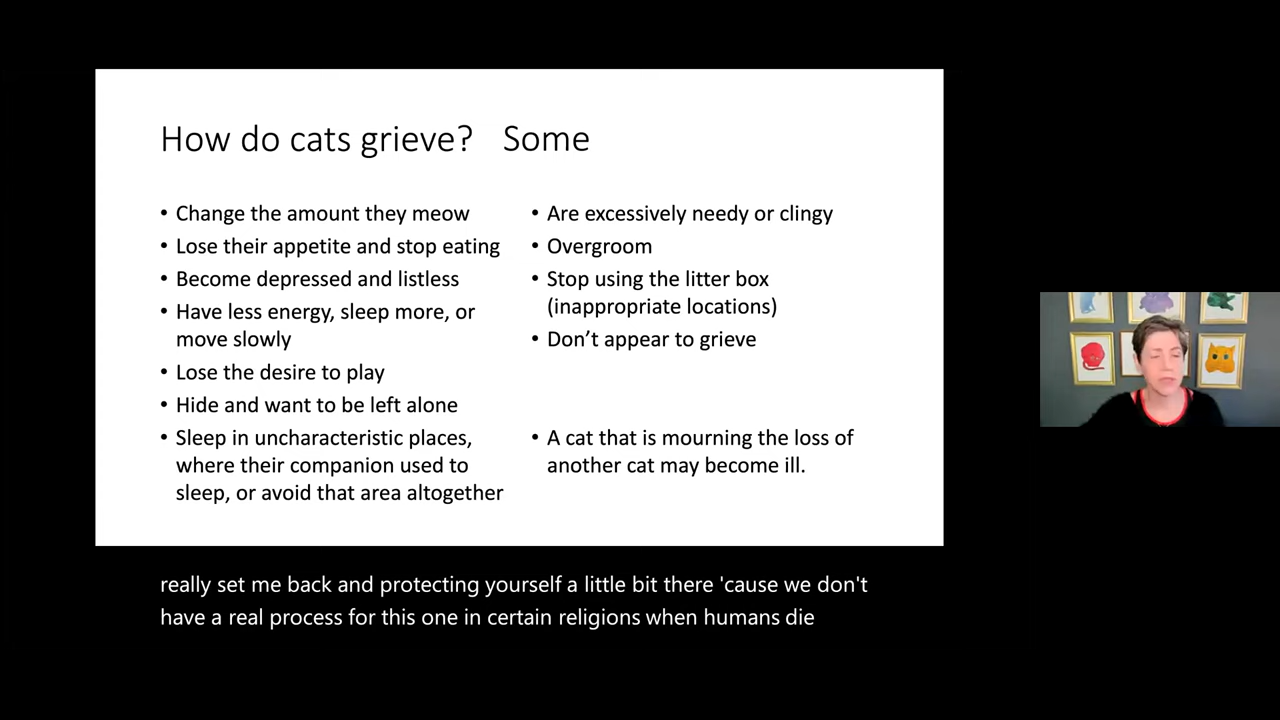 How do cats grieve?   Some
• Change the amount they meow
• Lose their appetite and stop eating
• Become depressed and listless
• Have less energy, sleep more, or
move slowly
• Lose the desire to play
• Hide and want to be left alone
• Sleep in uncharacteristic places,
where their companion used to
sleep, or avoid that area altogether
• Are excessively needy or clingy
• Overgroom
• Stop using the litter box
(inappropriate locations)
• Don’t appear to grieve
• A cat that is mourning the loss of
another cat may become ill.
really set me back and protecting yourself a little bit there 'cause we don't
have a real process for this one in certain religions when humans die